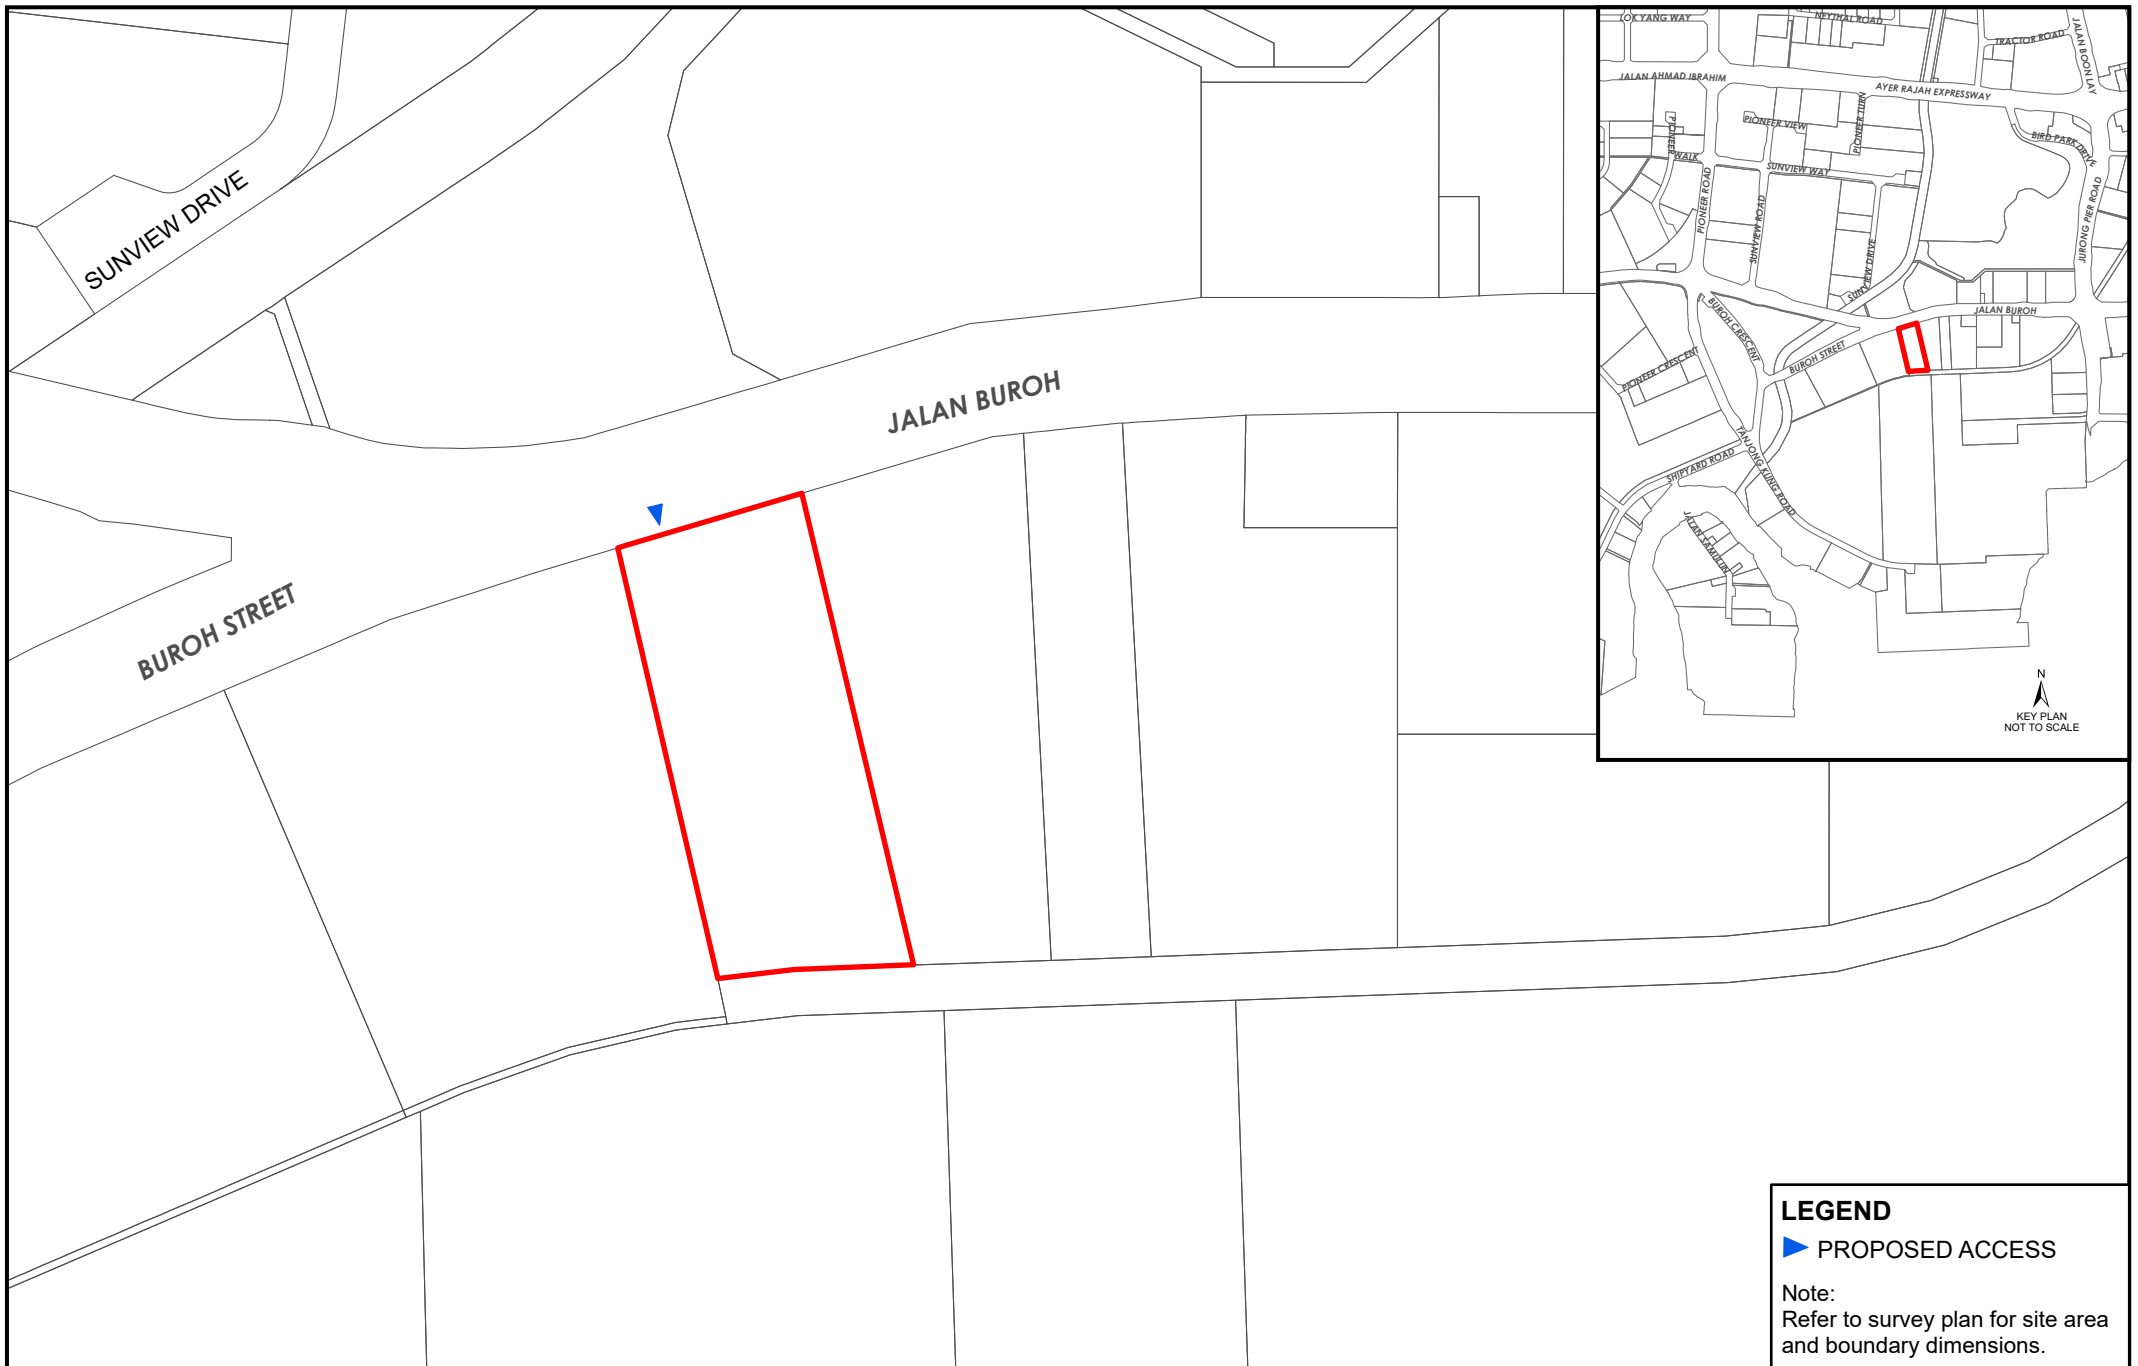 SUNVIEW DRIVE
JALAN BUROH
BUROH STREET
LOK YANG WAY
NEYTHAL ROAD
TRACTOR ROAD
JALAN BOON LAY
JALAN AHMAD IBRAHIM
AYER RAJAH EXPRESSWAY
PIONEER
WALK
PIONEER VIEW
PIONEER TURN
BIRD PARK DRIVE
SUNVIEW WAY
PIONEER ROAD
SUNVIEW ROAD
SUNVIEW DRIVE
JURONG PIER ROAD
BUROH CRESCENT
JALAN BUROH
BUROH STREET
PIONEER CRESCENT
TANJONG KLING ROAD
SHIPYARD ROAD
JALAN SAMULUN
N
KEY PLAN
NOT TO SCALE
LEGEND
PROPOSED ACCESS
Note:
Refer to survey plan for site area
and boundary dimensions.